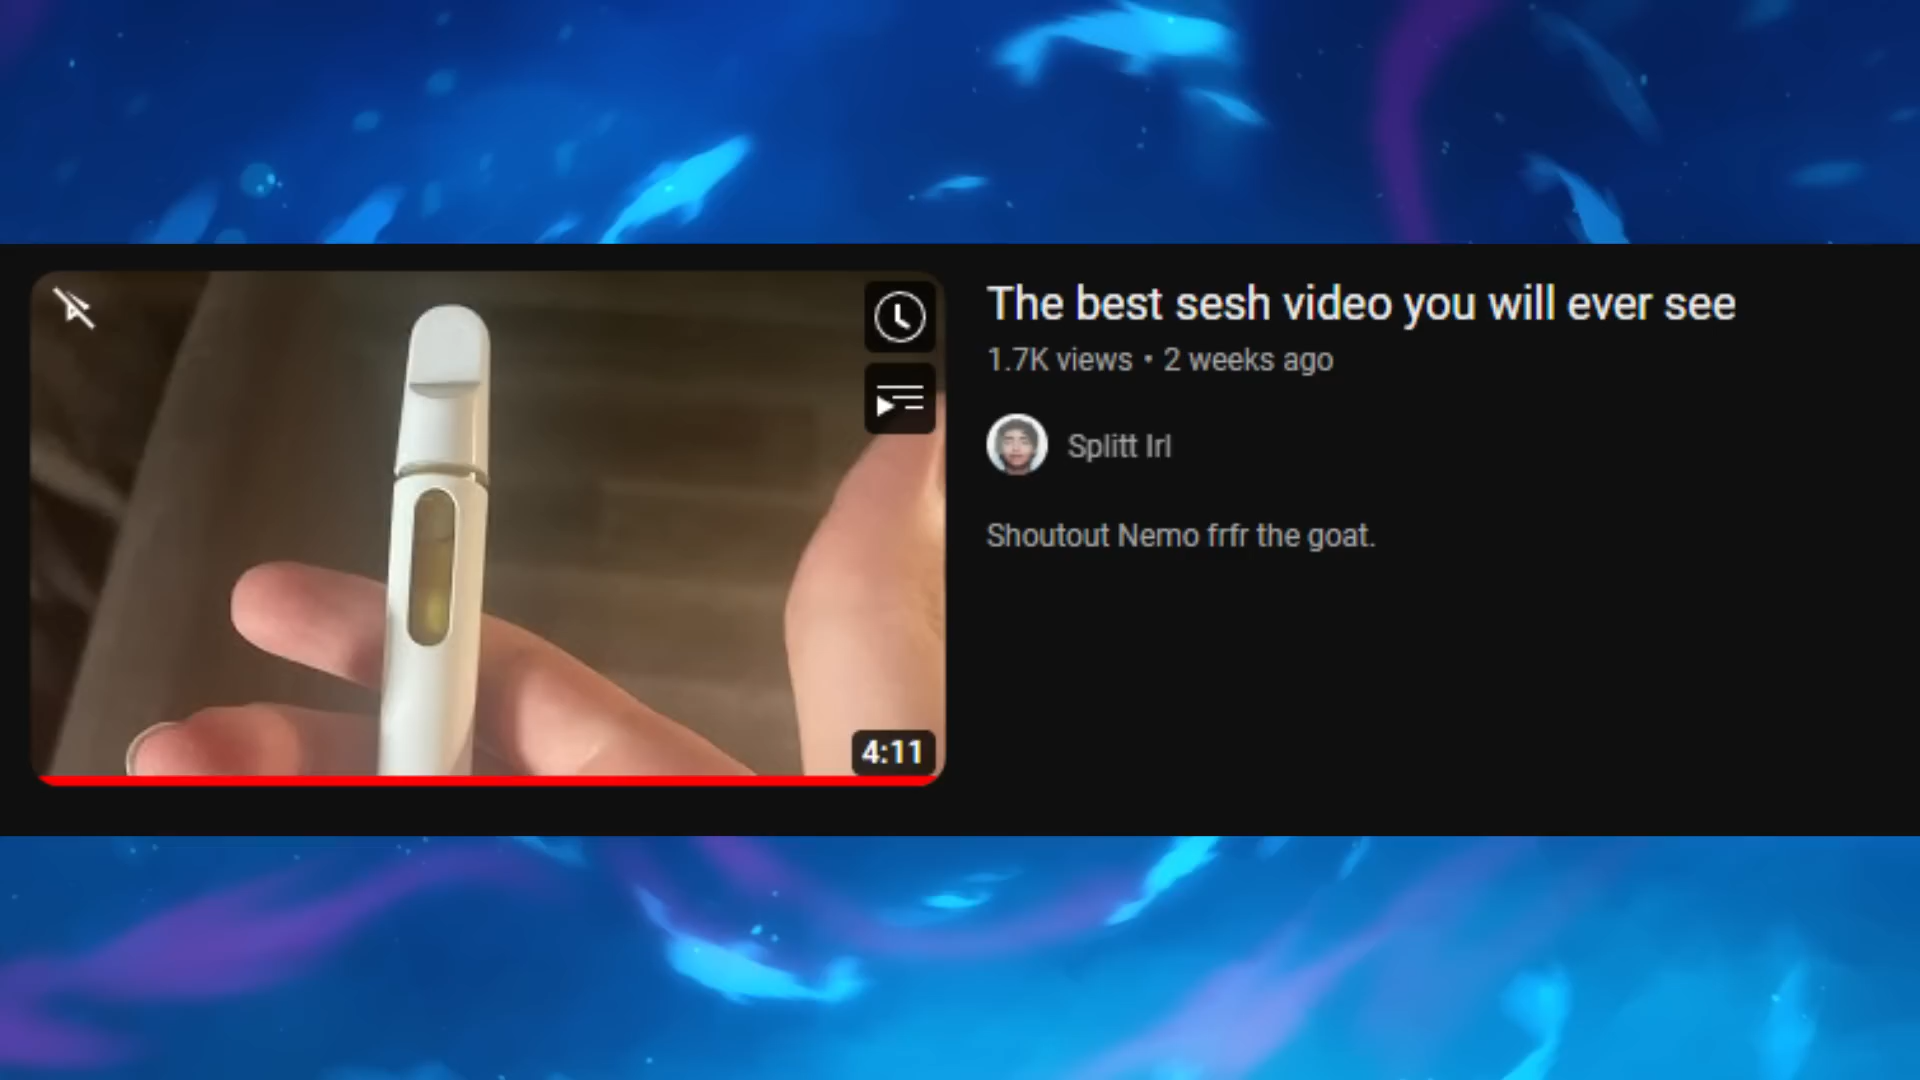 The best sesh video you will ever see
1.7K views • 2 weeks ago
Splitt Irl
Shoutout Nemo frfr the goat.
4:11